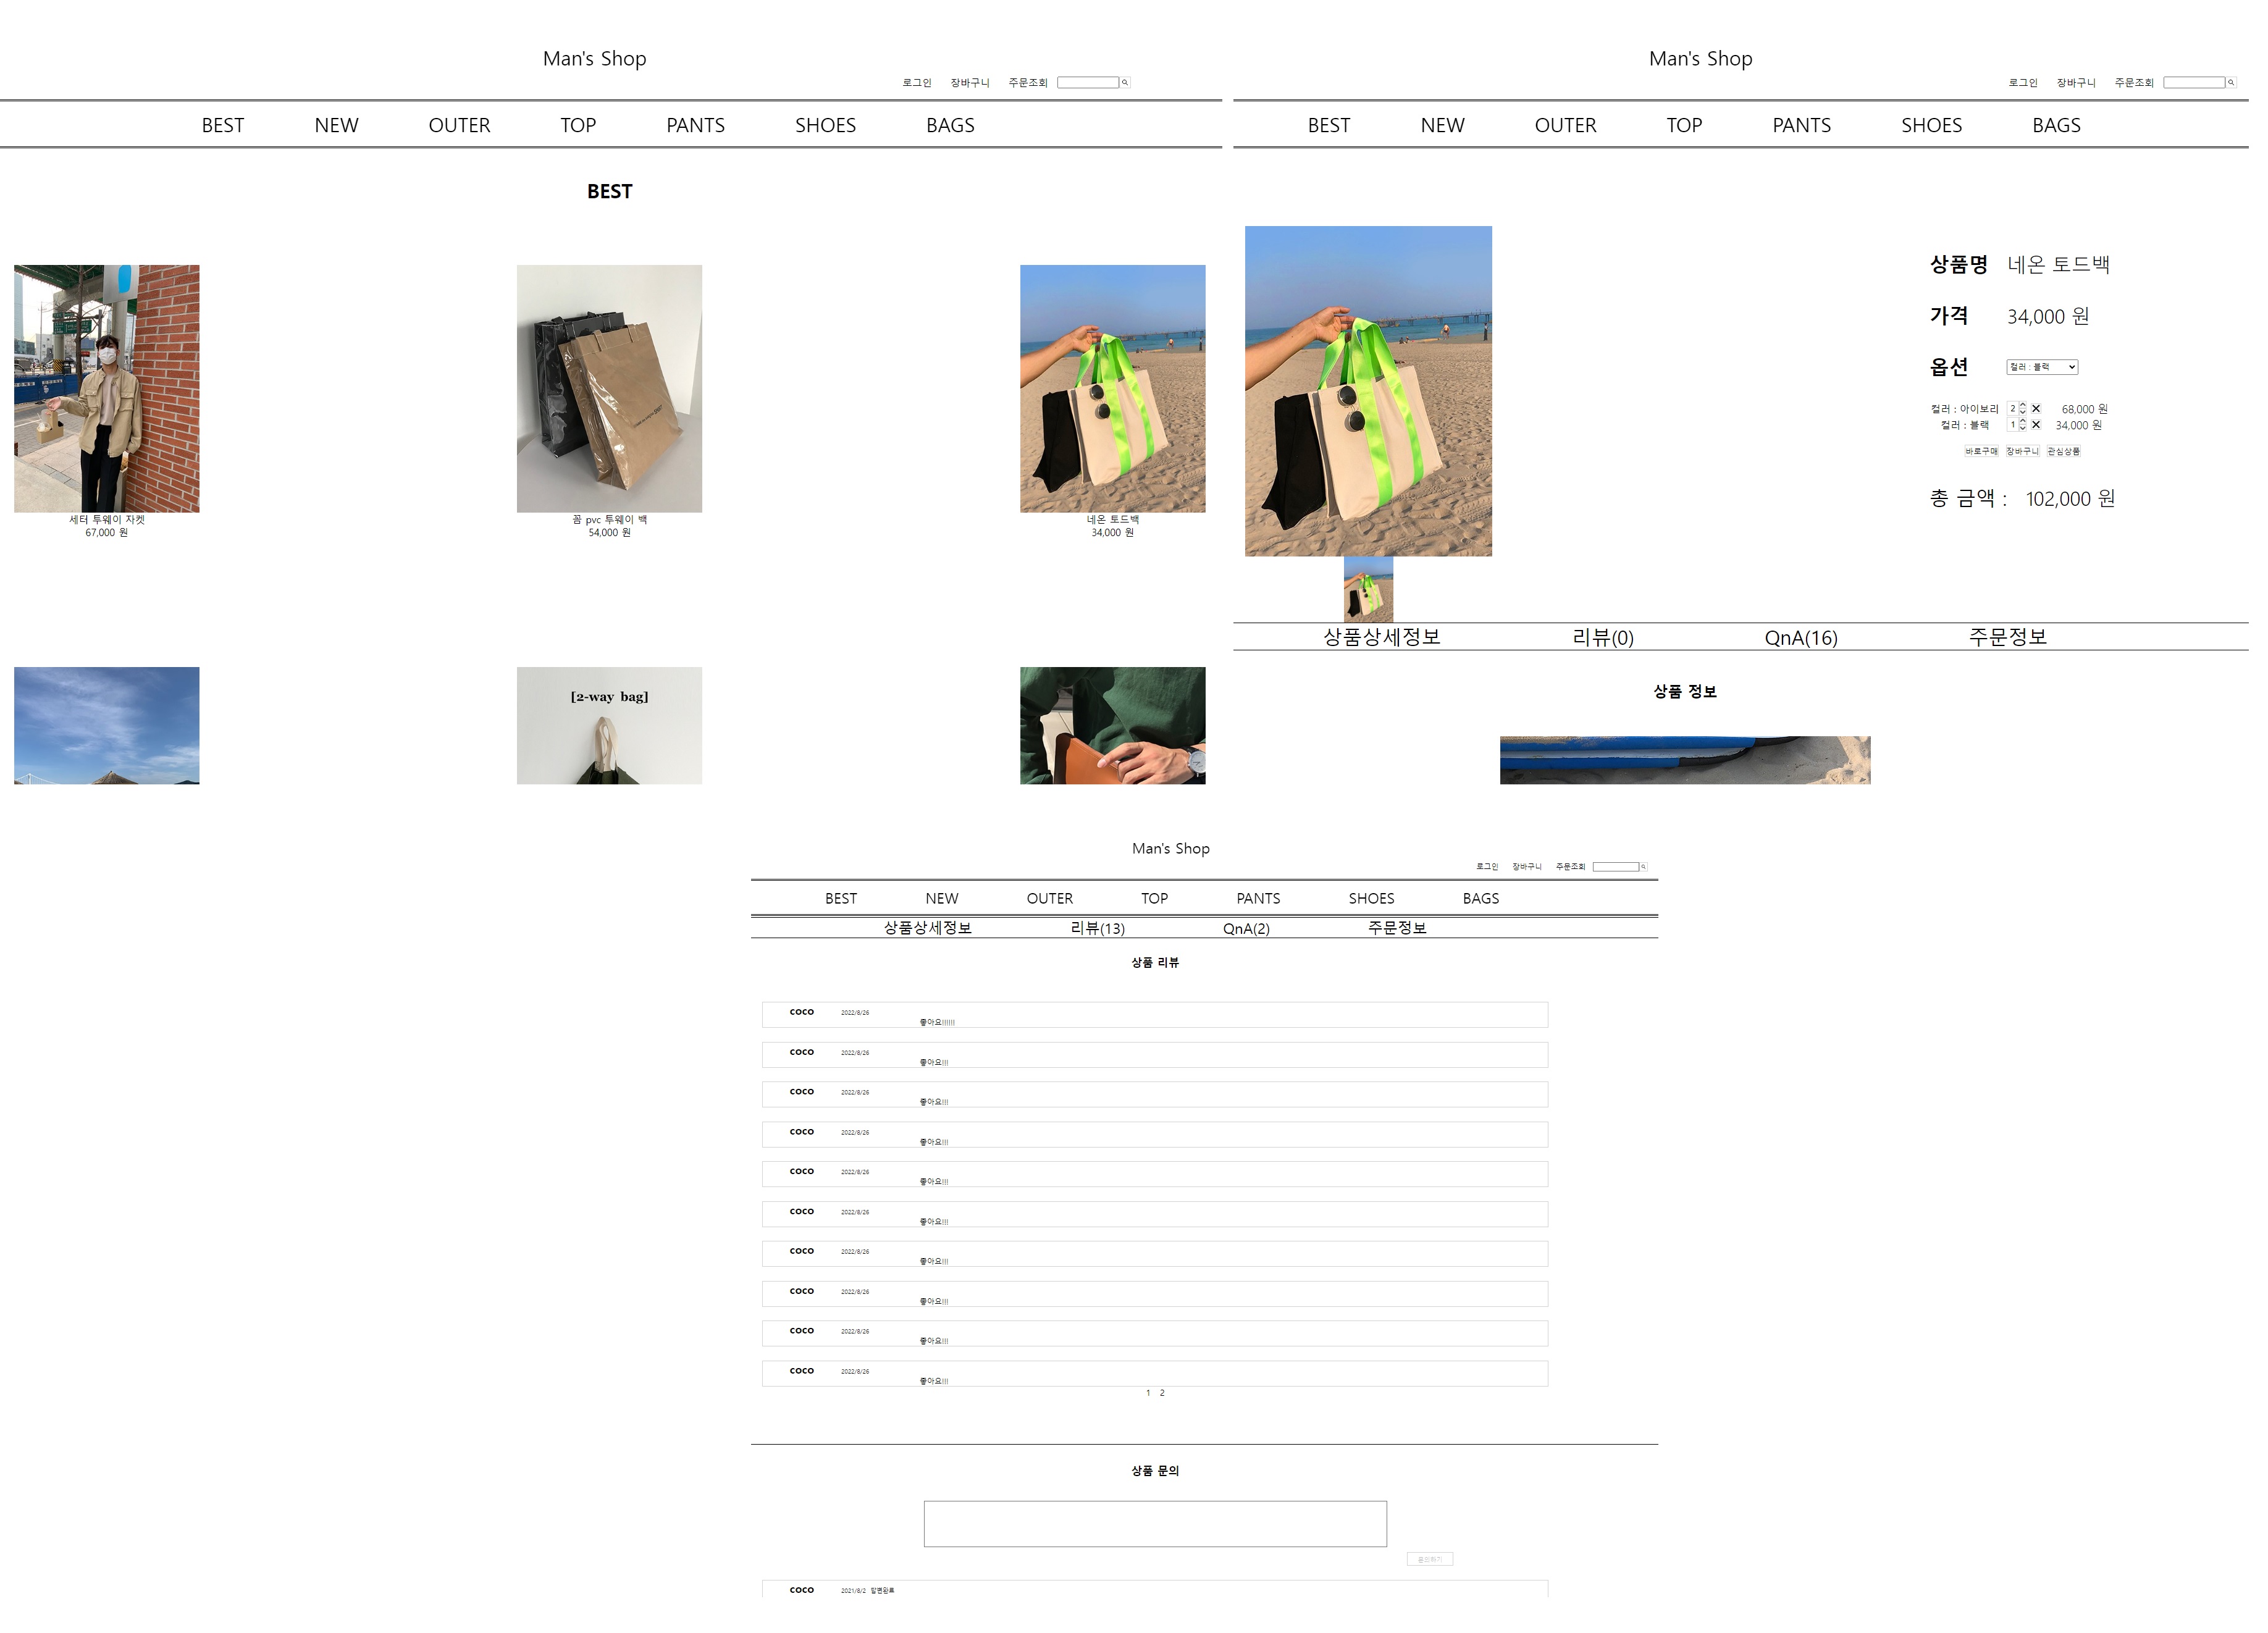 Man's Shop
로그인 장바구니 주문조회
BEST NEW OUTER TOP PANTS SHOES BAGS
BEST
세터 투웨이 자켓
67,000 원
꼼 pvc 투웨이 백
54,000 원
네온 토드백
34,000 원
[2-way bag]
Man's Shop
로그인 장바구니 주문조회
BEST NEW OUTER TOP PANTS SHOES BAGS
상품명 네온 토드백
가격 34,000 원
옵션 컬러 : 블랙
컬러 : 아이보리 2 68,000 원
컬러 : 블랙 1 34,000 원
바로구매 장바구니 관심상품
총 금액 : 102,000 원
상품상세정보 리뷰(0) QnA(16) 주문정보
상품 정보
Man's Shop
로그인 장바구니 주문조회
BEST NEW OUTER TOP PANTS SHOES BAGS
상품상세정보 리뷰(13) QnA(2) 주문정보
상품 리뷰
coco 2022/8/26
좋아요!!!!!!
coco 2022/8/26
좋아요!!!
coco 2022/8/26
좋아요!!!
coco 2022/8/26
좋아요!!!
coco 2022/8/26
좋아요!!!
coco 2022/8/26
좋아요!!!
coco 2022/8/26
좋아요!!!
coco 2022/8/26
좋아요!!!
coco 2022/8/26
좋아요!!!
coco 2022/8/26
좋아요!!!
1 2
상품 문의
문의하기
coco 2021/8/2 답변완료